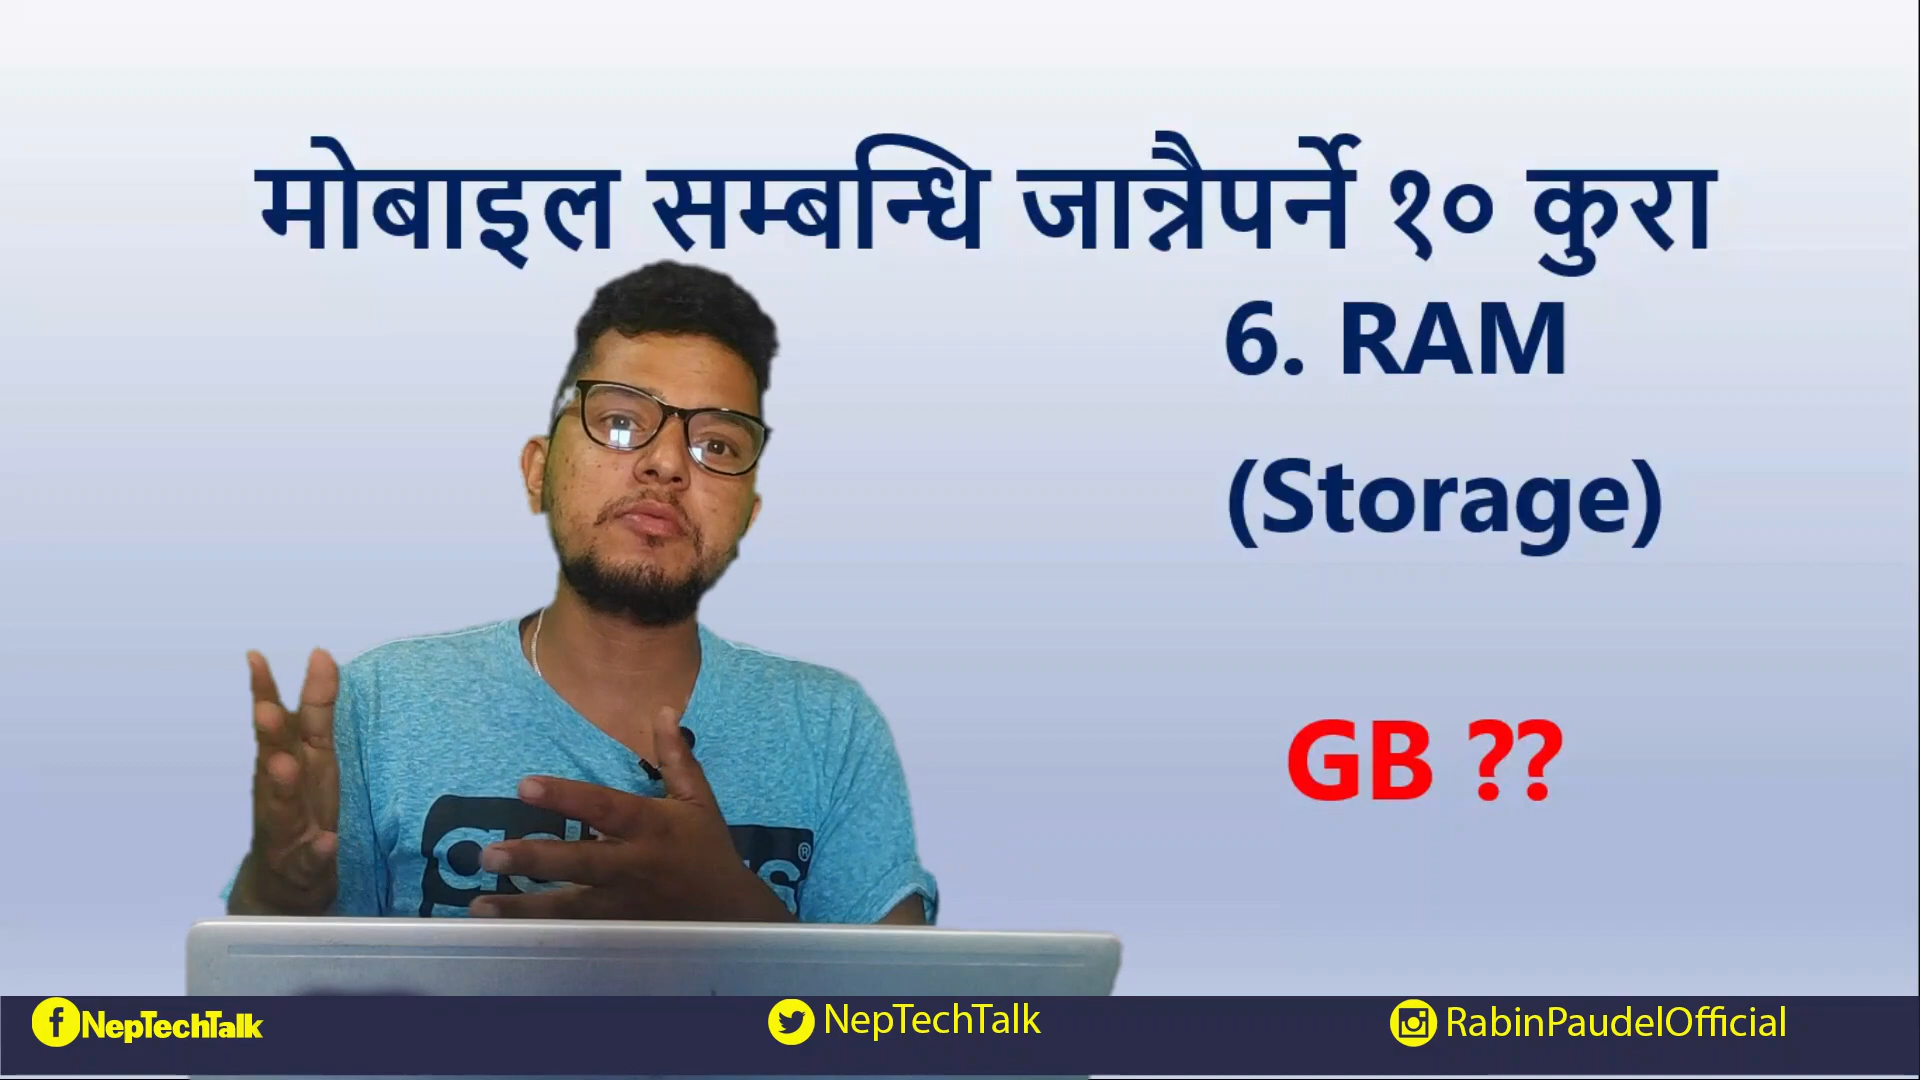 मोबाइल सम्बन्धि जान्नैपर्ने १० कुरा
6. RAM
(Storage)
GB ??
®
NepTechTalk
NepTechTalk
RabinPaudelOfficial